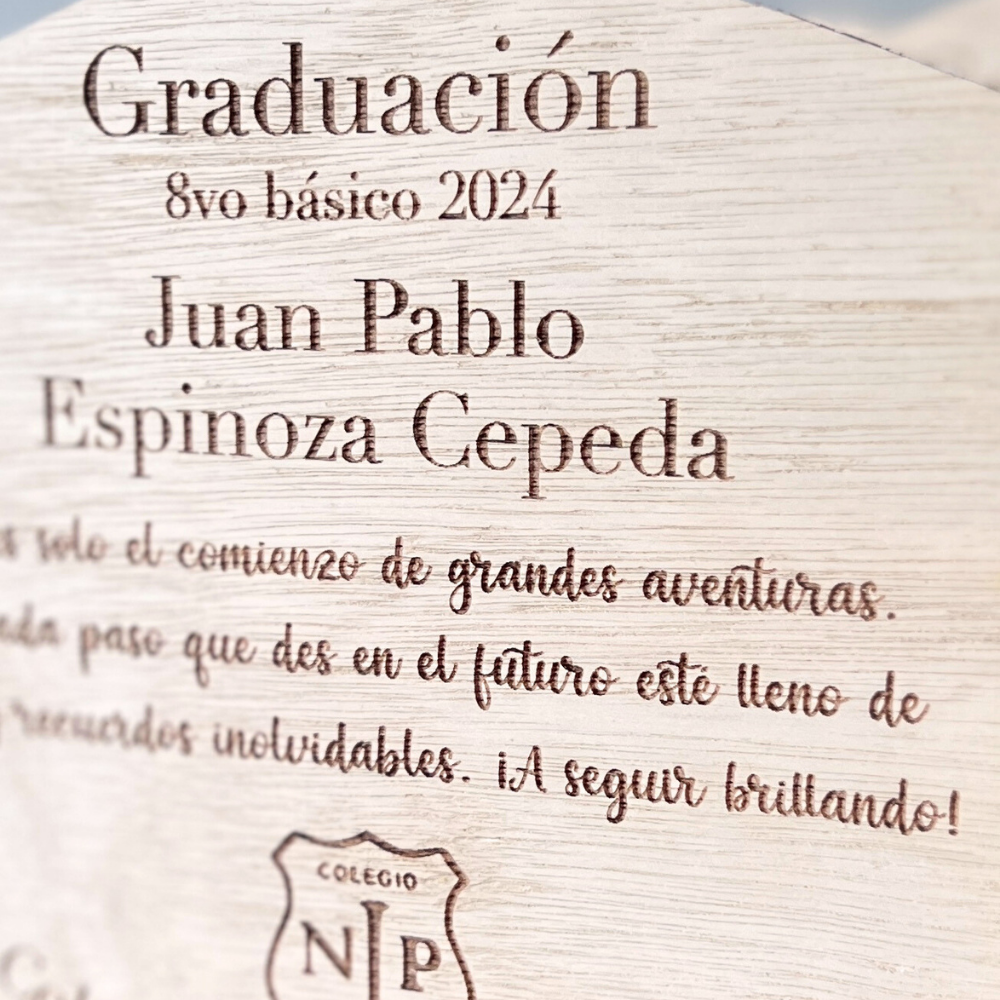 Graduación
8vo básico 2024
Juan Pablo
Espinoza Cepeda
solo el comienzo de grandes aventuras.
paso que des en el futuro esté lleno de
recuerdos inolvidables. ¡A seguir brillando!
COLEGIO
N P